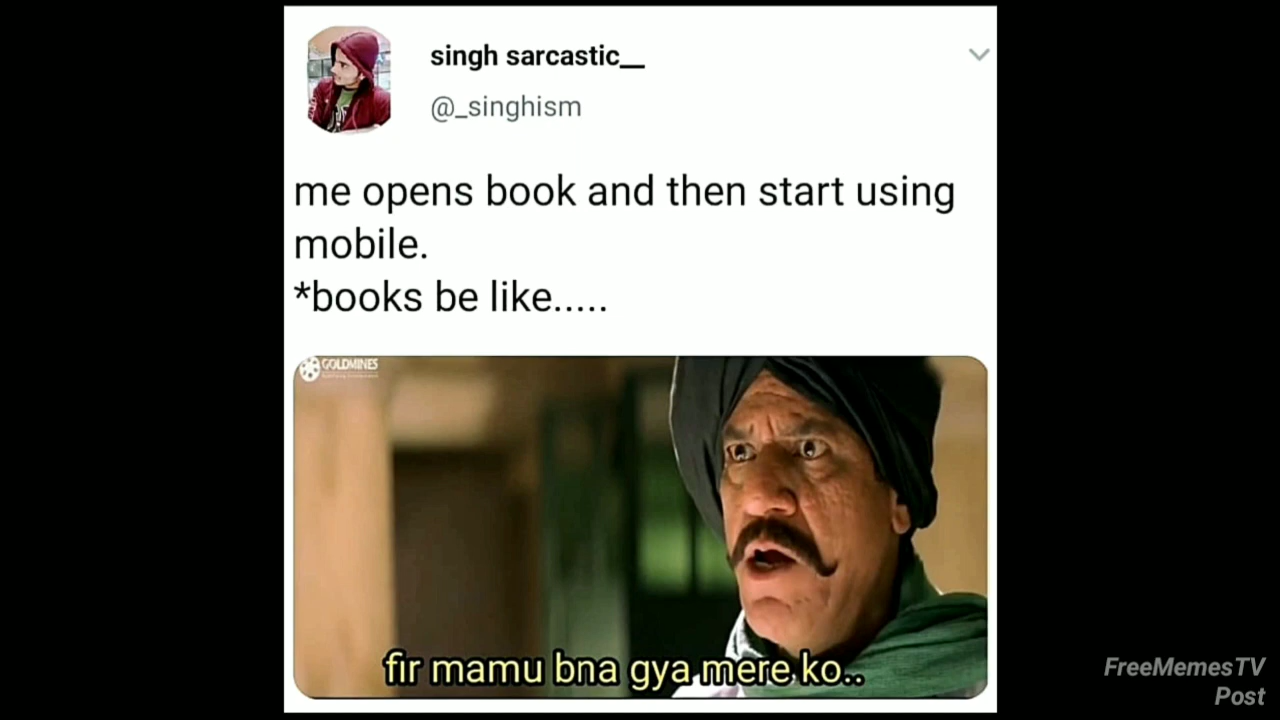 singh sarcastic__
@_singhism
me opens book and then start using
mobile.
*books be like.....
GOLDMINES
fir mamu bna gya mere ko..
FreeMemesTV
Post